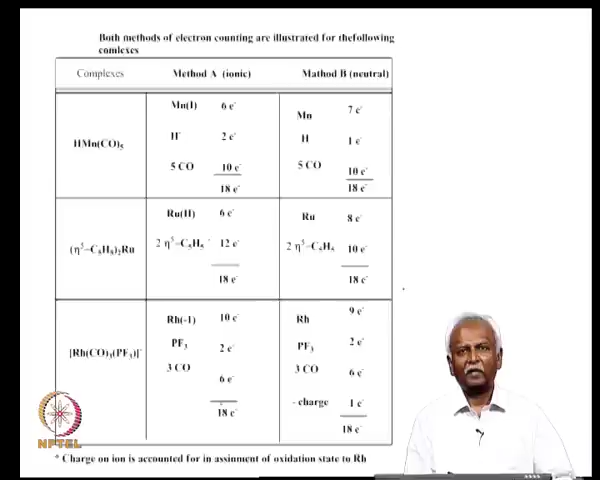 Both methods of electron counting are illustrated for thefollowing
comlexes
Complexes Method A (ionic) Mathod B (neutral)
HMn(CO)₅
Mn(I) 6 e⁻
H⁻ 2 e⁻
5 CO 10 e⁻
18 e⁻
Mn 7 e⁻
H 1 e⁻
5 CO 10 e⁻
18 e⁻
(η⁵–C₅H₅)₂Ru
Ru(II) 6 e⁻
2 η⁵–C₅H₅⁻ 12 e⁻
18 e⁻
Ru 8 e⁻
2 η⁵–C₅H₅ 10 e⁻
18 e⁻
[Rh(CO)₃(PF₃)]⁻
Rh(-1) 10 e⁻
PF₃ 2 e⁻
3 CO
6 e⁻
18 e⁻
Rh 9 e⁻
PF₃ 2 e⁻
3 CO 6 e⁻
- charge 1 e⁻
18 e⁻
* Charge on ion is accounted for in assinment of oxidation state to Rh
NPTEL